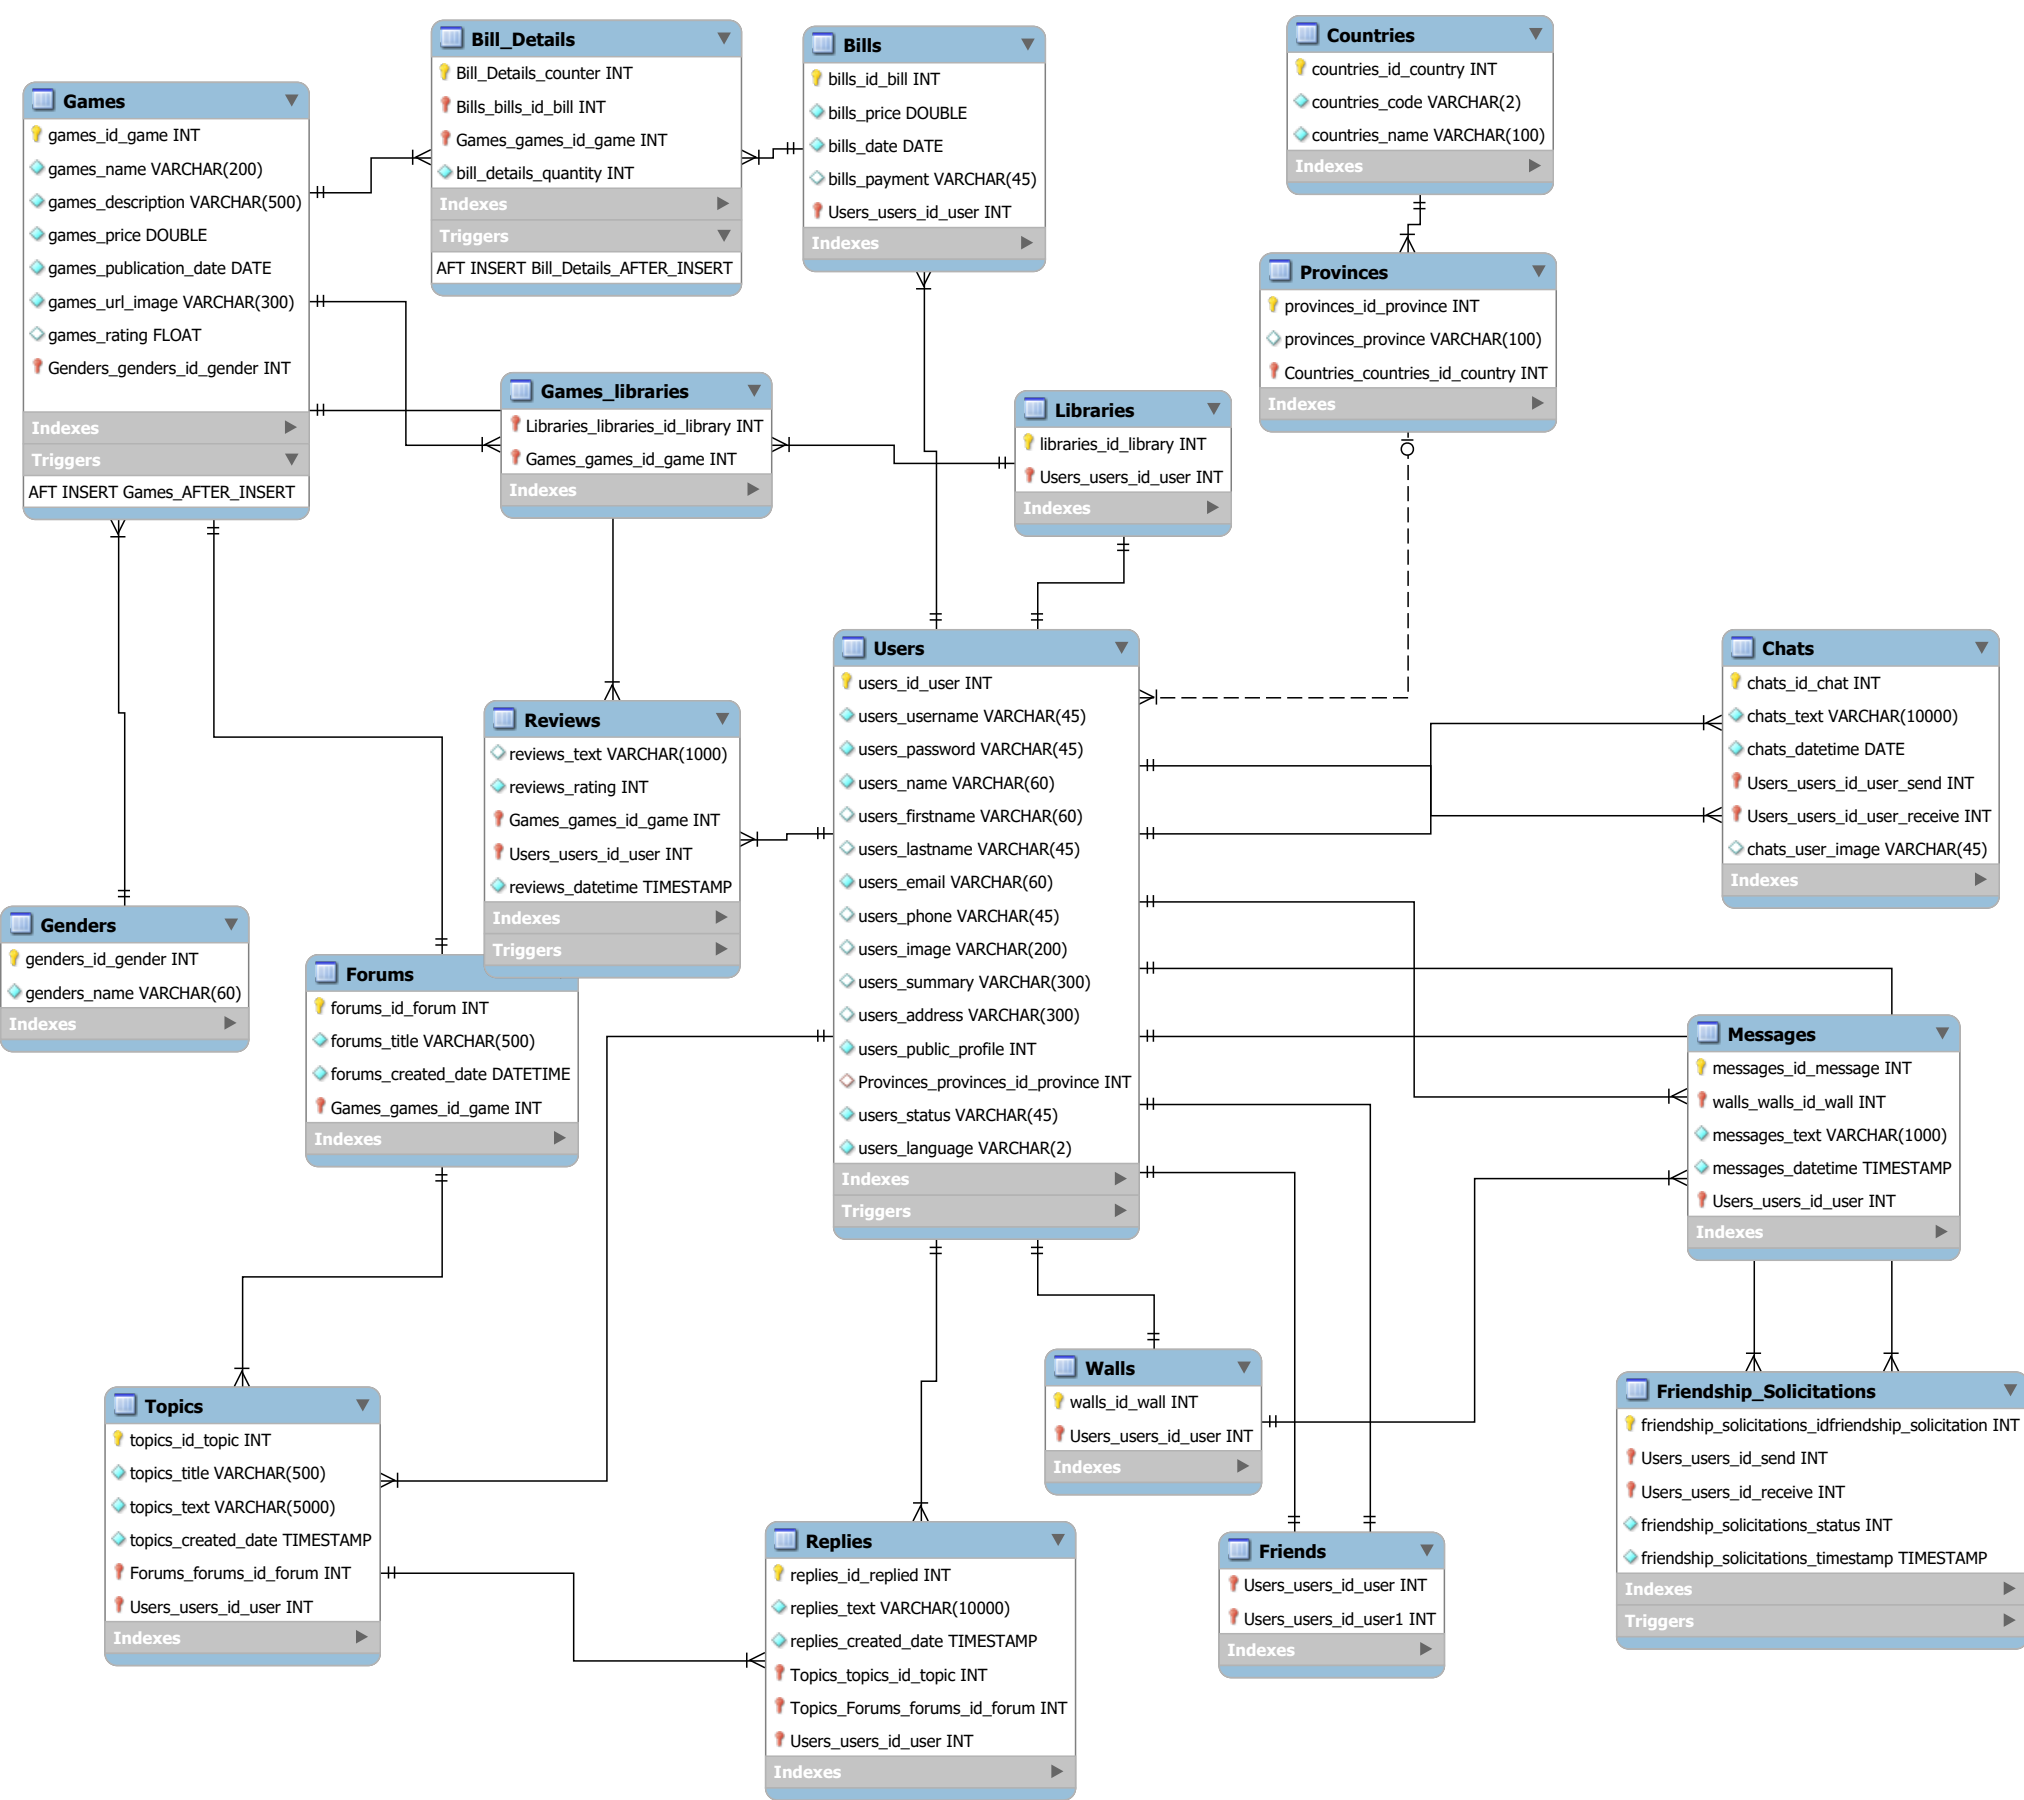 Bill_Details
Bill_Details_counter INT
Bills_bills_id_bill INT
Games_games_id_game INT
bill_details_quantity INT
Indexes
Triggers
AFT INSERT Bill_Details_AFTER_INSERT
Bills
bills_id_bill INT
bills_price DOUBLE
bills_date DATE
bills_payment VARCHAR(45)
Users_users_id_user INT
Indexes
Countries
countries_id_country INT
countries_code VARCHAR(2)
countries_name VARCHAR(100)
Indexes
Games
games_id_game INT
games_name VARCHAR(200)
games_description VARCHAR(500)
games_price DOUBLE
games_publication_date DATE
games_url_image VARCHAR(300)
games_rating FLOAT
Genders_genders_id_gender INT
Indexes
Triggers
AFT INSERT Games_AFTER_INSERT
Provinces
provinces_id_province INT
provinces_province VARCHAR(100)
Countries_countries_id_country INT
Indexes
Games_libraries
Libraries_libraries_id_library INT
Games_games_id_game INT
Indexes
Libraries
libraries_id_library INT
Users_users_id_user INT
Indexes
Users
users_id_user INT
users_username VARCHAR(45)
users_password VARCHAR(45)
users_name VARCHAR(60)
users_firstname VARCHAR(60)
users_lastname VARCHAR(45)
users_email VARCHAR(60)
users_phone VARCHAR(45)
users_image VARCHAR(200)
users_summary VARCHAR(300)
users_address VARCHAR(300)
users_public_profile INT
Provinces_provinces_id_province INT
users_status VARCHAR(45)
users_language VARCHAR(2)
Indexes
Triggers
Chats
chats_id_chat INT
chats_text VARCHAR(10000)
chats_datetime DATE
Users_users_id_user_send INT
Users_users_id_user_receive INT
chats_user_image VARCHAR(45)
Indexes
Reviews
reviews_text VARCHAR(1000)
reviews_rating INT
Games_games_id_game INT
Users_users_id_user INT
reviews_datetime TIMESTAMP
Indexes
Triggers
Genders
genders_id_gender INT
genders_name VARCHAR(60)
Indexes
Forums
forums_id_forum INT
forums_title VARCHAR(500)
forums_created_date DATETIME
Games_games_id_game INT
Indexes
Messages
messages_id_message INT
walls_walls_id_wall INT
messages_text VARCHAR(1000)
messages_datetime TIMESTAMP
Users_users_id_user INT
Indexes
Walls
walls_id_wall INT
Users_users_id_user INT
Indexes
Friendship_Solicitations
friendship_solicitations_idfriendship_solicitation INT
Users_users_id_send INT
Users_users_id_receive INT
friendship_solicitations_status INT
friendship_solicitations_timestamp TIMESTAMP
Indexes
Triggers
Topics
topics_id_topic INT
topics_title VARCHAR(500)
topics_text VARCHAR(5000)
topics_created_date TIMESTAMP
Forums_forums_id_forum INT
Users_users_id_user INT
Indexes
Replies
replies_id_replied INT
replies_text VARCHAR(10000)
replies_created_date TIMESTAMP
Topics_topics_id_topic INT
Topics_Forums_forums_id_forum INT
Users_users_id_user INT
Indexes
Friends
Users_users_id_user INT
Users_users_id_user1 INT
Indexes